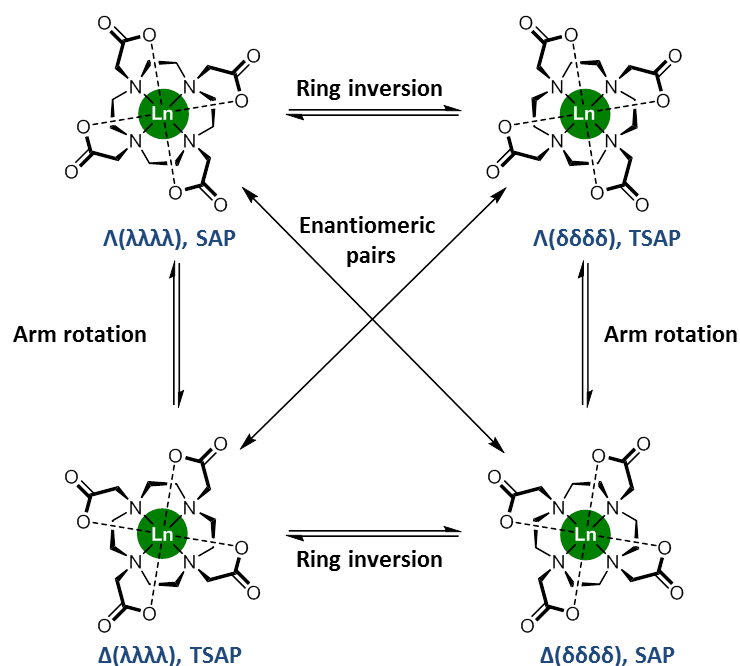 O
O
O
O
N
N
Ln
O
O
N
N
O
O
Ring inversion
O
O
O
O
N
N
Ln
O
O
N
N
O
O
Λ(λλλλ), SAP
Enantiomeric
pairs
Λ(δδδδ), TSAP
Arm rotation
Arm rotation
O
O
O
O
N
N
Ln
O
O
N
N
O
O
Ring inversion
O
O
O
O
N
N
Ln
O
O
N
N
O
O
Δ(λλλλ), TSAP
Δ(δδδδ), SAP